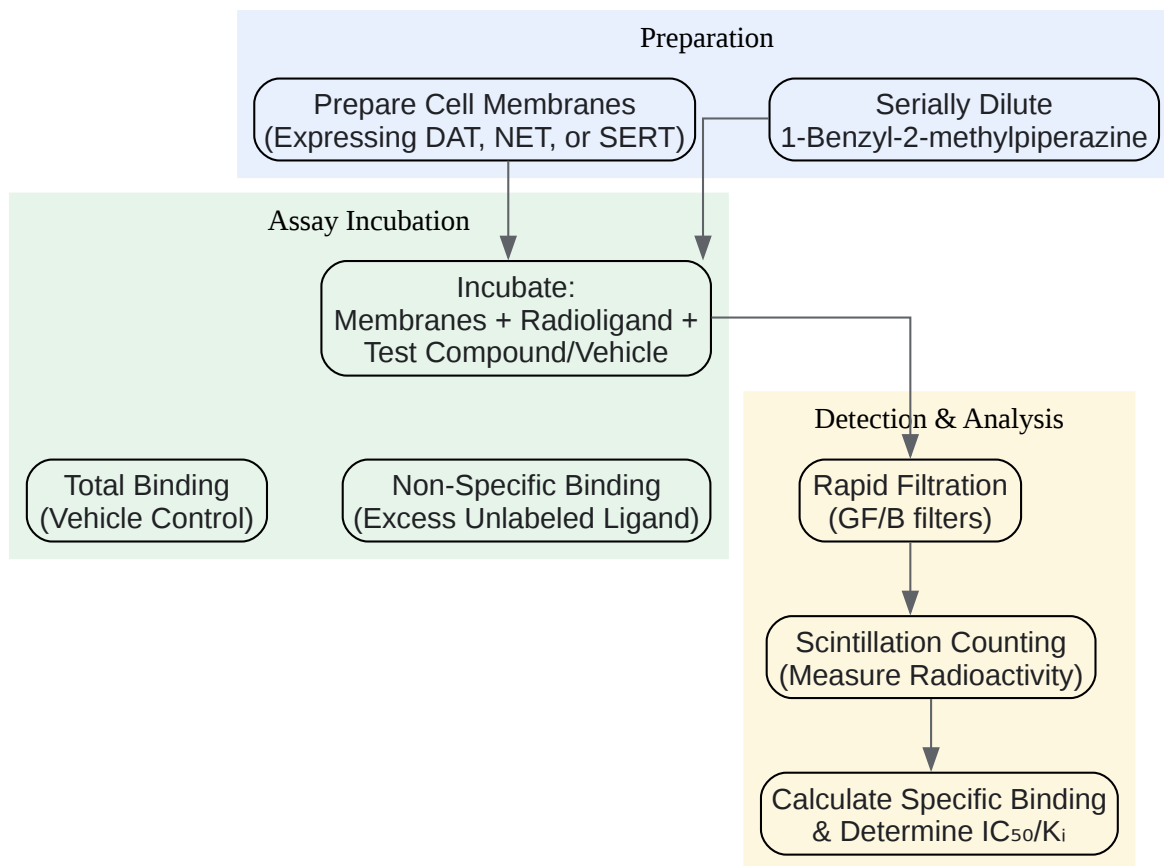 Preparation
Prepare Cell Membranes
(Expressing DAT, NET, or SERT)
Serially Dilute
1-Benzyl-2-methylpiperazine
Assay Incubation
Incubate:
Membranes + Radioligand +
Test Compound/Vehicle
Total Binding
(Vehicle Control)
Non-Specific Binding
(Excess Unlabeled Ligand)
Detection & Analysis
Rapid Filtration
(GF/B filters)
Scintillation Counting
(Measure Radioactivity)
Calculate Specific Binding
& Determine IC₅₀/Kᵢ